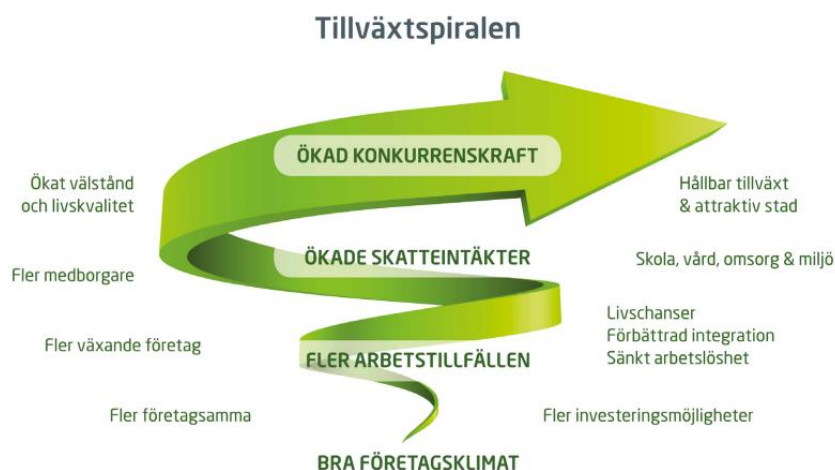 Tillväxtspiralen
ÖKAD KONKURRENSKRAFT
Ökat välstånd
och livskvalitet
Hållbar tillväxt
& attraktiv stad
ÖKADE SKATTEINTÄKTER
Skola, vård, omsorg & miljö
Fler medborgare
Livschanser
Förbättrad integration
Sänkt arbetslöshet
Fler växande företag
FLER ARBETSTILLFÄLLEN
Fler företagsamma
Fler investeringsmöjligheter
BRA FÖRETAGSKLIMAT